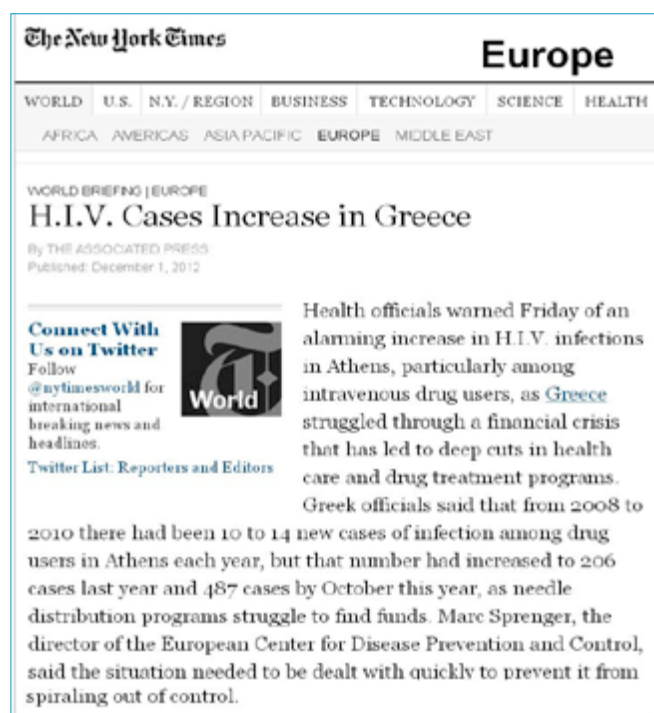 The New York Times
Europe
WORLD U.S. N.Y. / REGION BUSINESS TECHNOLOGY SCIENCE HEALTH
AFRICA AMERICAS ASIA PACIFIC EUROPE MIDDLE EAST
WORLD BRIEFING | EUROPE
H.I.V. Cases Increase in Greece
By THE ASSOCIATED PRESS
Published: December 1, 2012
Connect With
Us on Twitter
Follow
@nytimesworld for
international
breaking news and
headlines.
Twitter List: Reporters and Editors
T
World
Health officials warned Friday of an
alarming increase in H.I.V. infections
in Athens, particularly among
intravenous drug users, as Greece
struggled through a financial crisis
that has led to deep cuts in health
care and drug treatment programs.
Greek officials said that from 2008 to
2010 there had been 10 to 14 new cases of infection among drug
users in Athens each year, but that number had increased to 206
cases last year and 487 cases by October this year, as needle
distribution programs struggle to find funds. Marc Sprenger, the
director of the European Center for Disease Prevention and Control,
said the situation needed to be dealt with quickly to prevent it from
spiraling out of control.